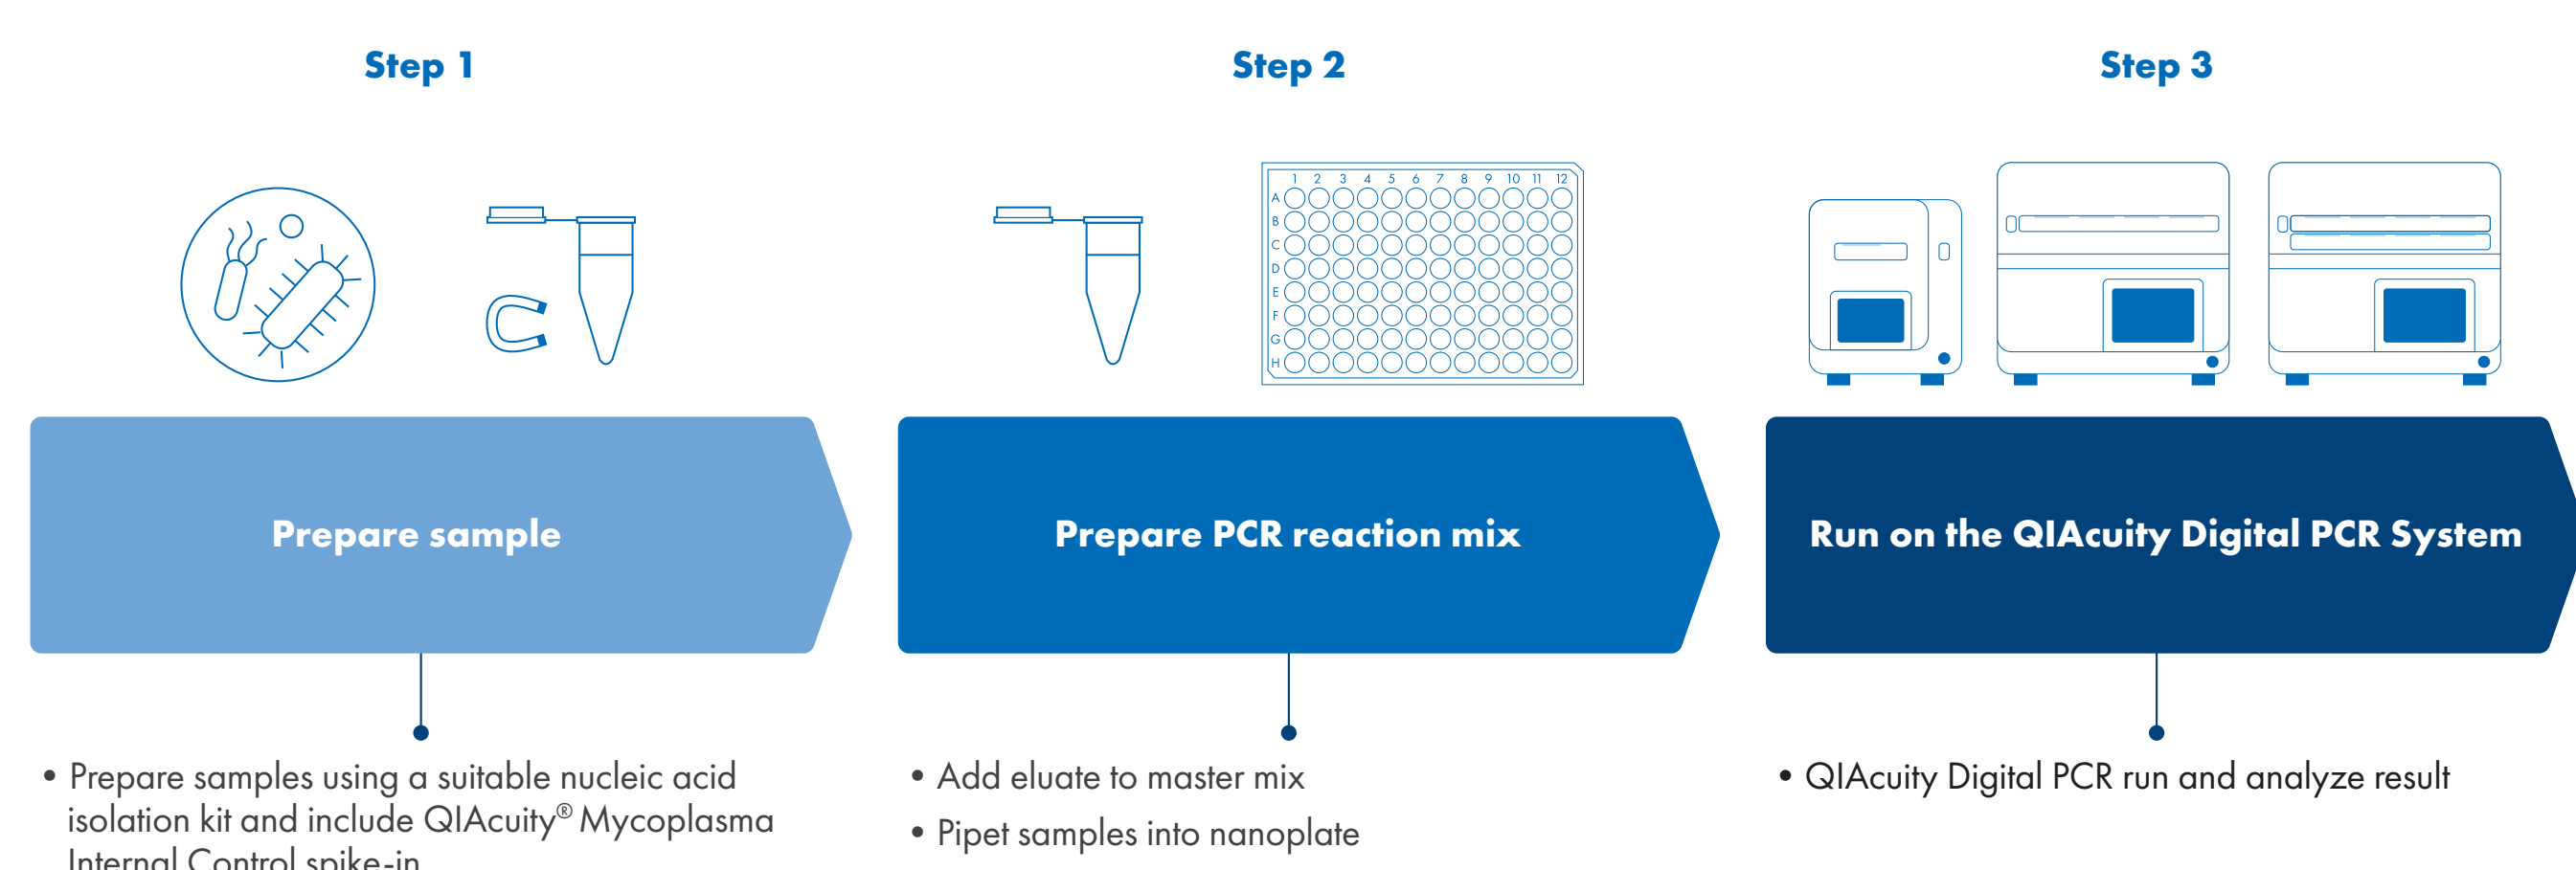 Step 1
Step 2
Step 3
1 2 3 4 5 6 7 8 9 10 11 12
A
B
C
D
E
F
G
H
Prepare sample
Prepare PCR reaction mix
Run on the QIAcuity Digital PCR System
• Prepare samples using a suitable nucleic acid
isolation kit and include QIAcuity® Mycoplasma
Internal Control spike-in
• Add eluate to master mix
• Pipet samples into nanoplate
• QIAcuity Digital PCR run and analyze result